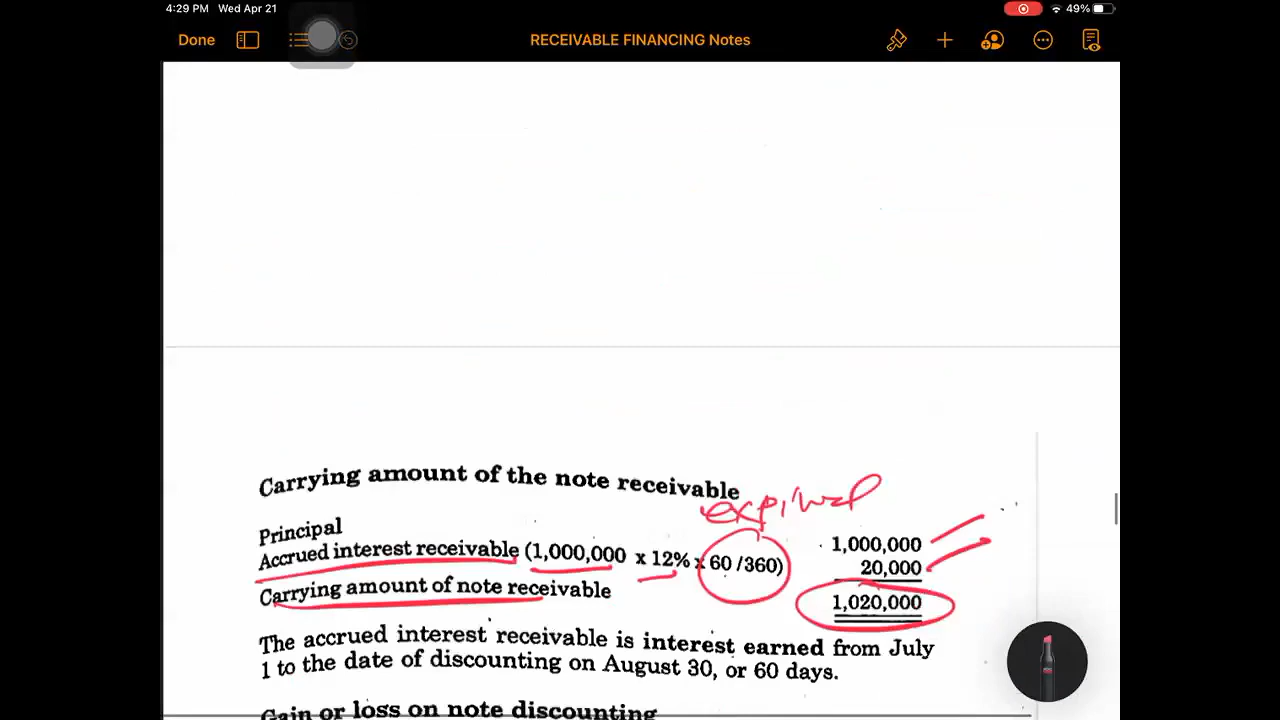 4:29 PM Wed Apr 21
49%
Done
RECEIVABLE FINANCING Notes
Carrying amount of the note receivable
expired
Principal 1,000,000
Accrued interest receivable (1,000,000 x 12% x 60 /360) 20,000
Carrying amount of note receivable 1,020,000
The accrued interest receivable is interest earned from July
1 to the date of discounting on August 30, or 60 days.
Gain or loss on note discounting